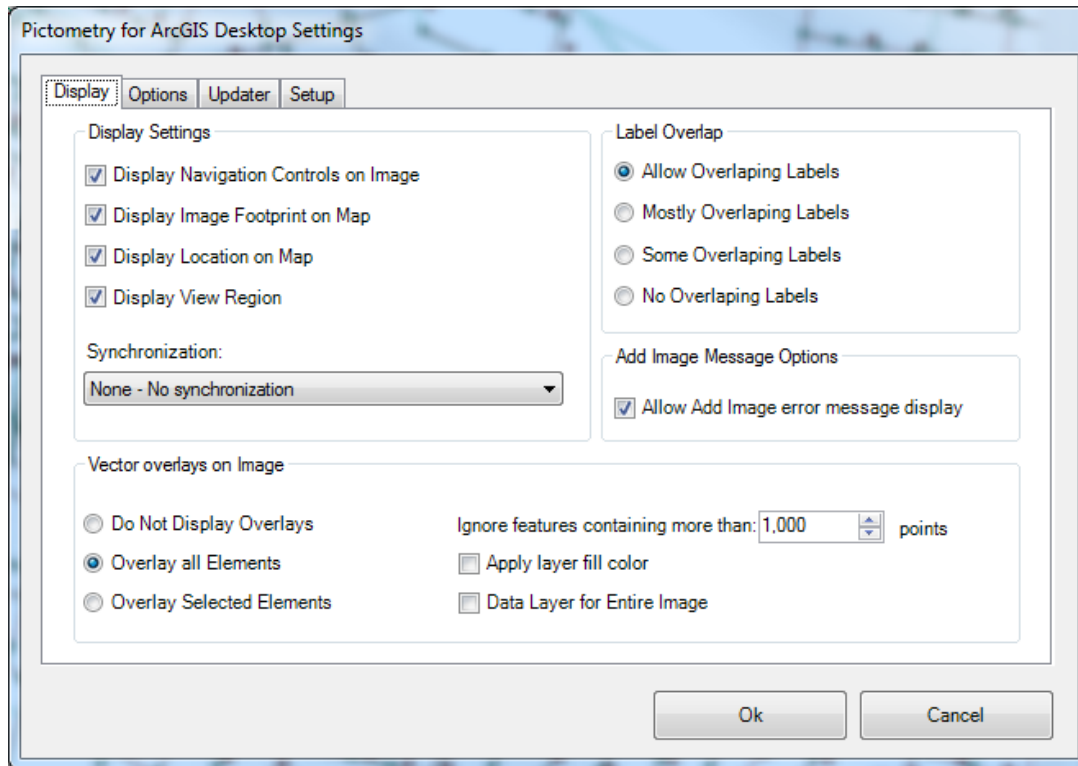 Pictometry for ArcGIS Desktop Settings
Display
Options
Updater
Setup
Display Settings
Display Navigation Controls on Image
Display Image Footprint on Map
Display Location on Map
Display View Region
Synchronization:
None - No synchronization
Label Overlap
Allow Overlaping Labels
Mostly Overlaping Labels
Some Overlaping Labels
No Overlaping Labels
Add Image Message Options
Allow Add Image error message display
Vector overlays on Image
Do Not Display Overlays
Overlay all Elements
Overlay Selected Elements
Ignore features containing more than: 1,000 points
Apply layer fill color
Data Layer for Entire Image
Ok
Cancel